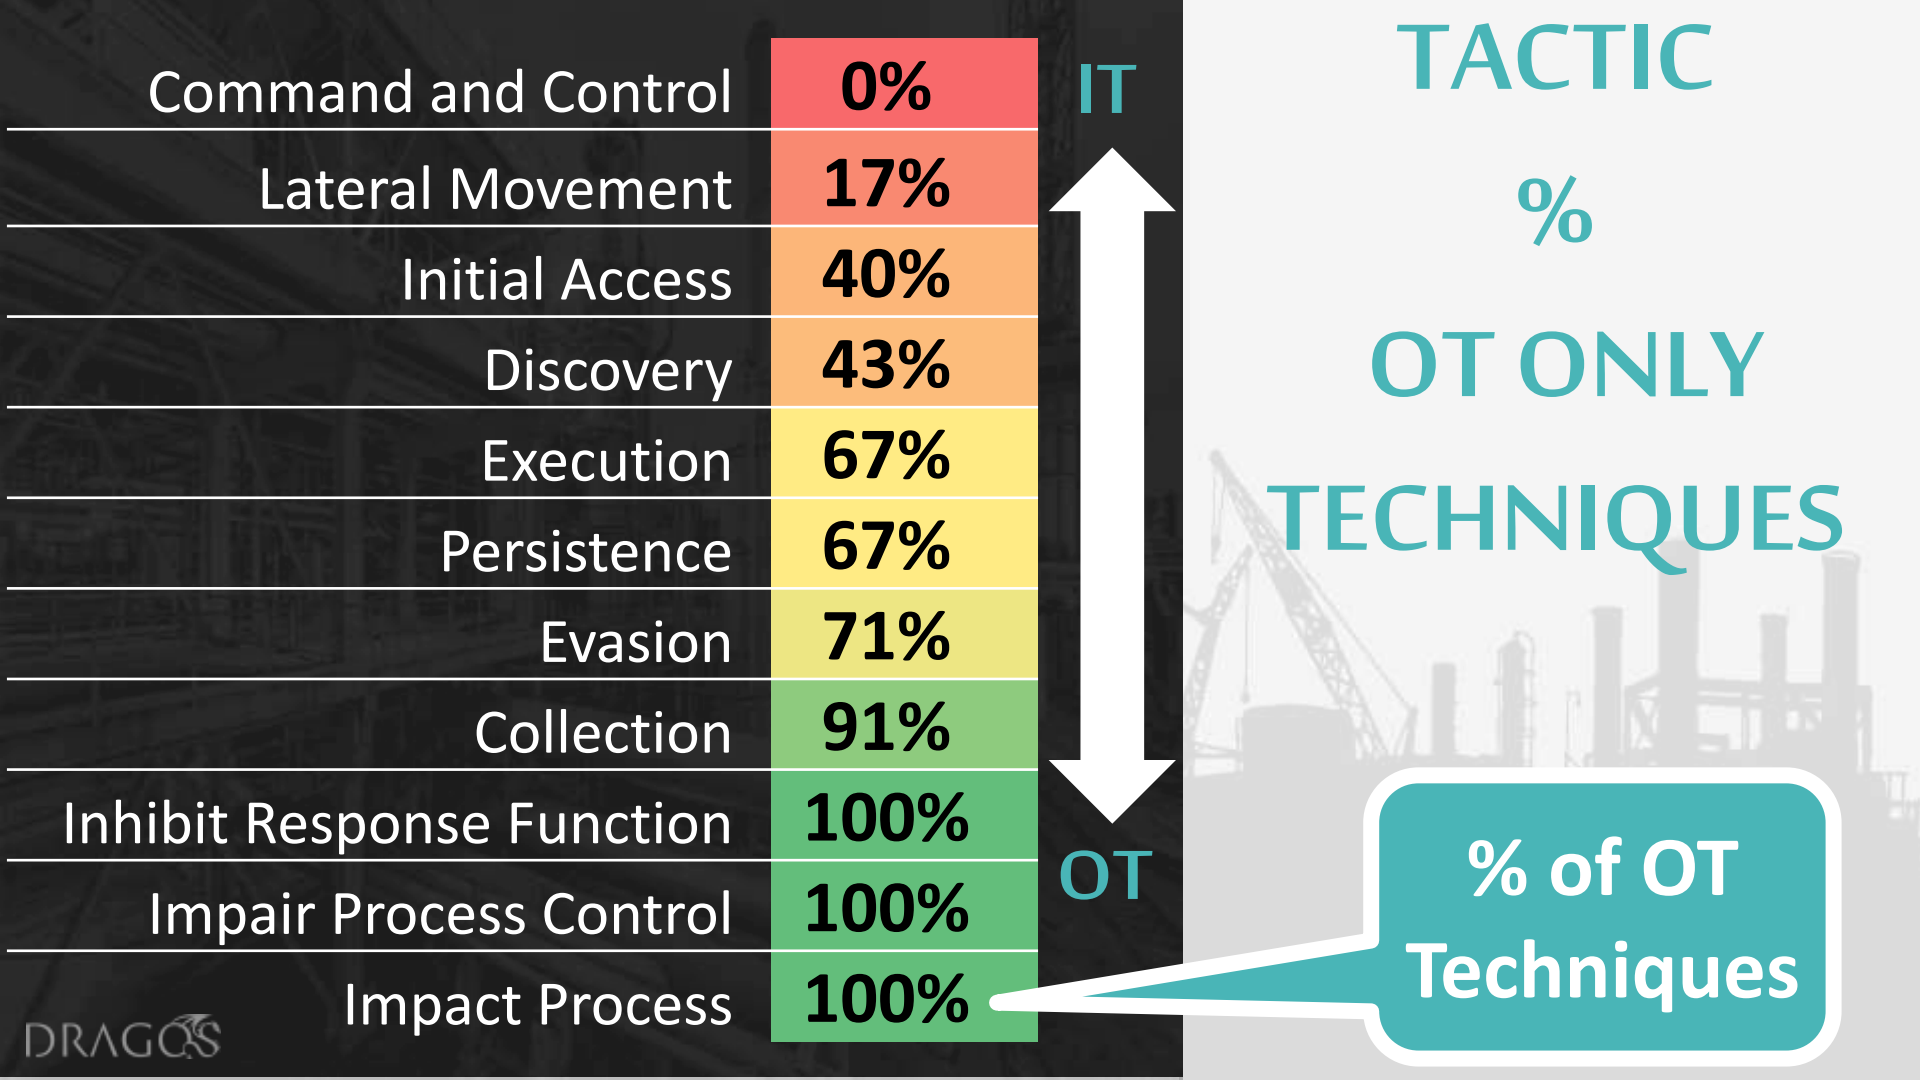 Command and Control 0%
Lateral Movement 17%
Initial Access 40%
Discovery 43%
Execution 67%
Persistence 67%
Evasion 71%
Collection 91%
Inhibit Response Function 100%
Impair Process Control 100%
Impact Process 100%
IT
OT
TACTIC
%
OT ONLY
TECHNIQUES
% of OT
Techniques
DRAGOS